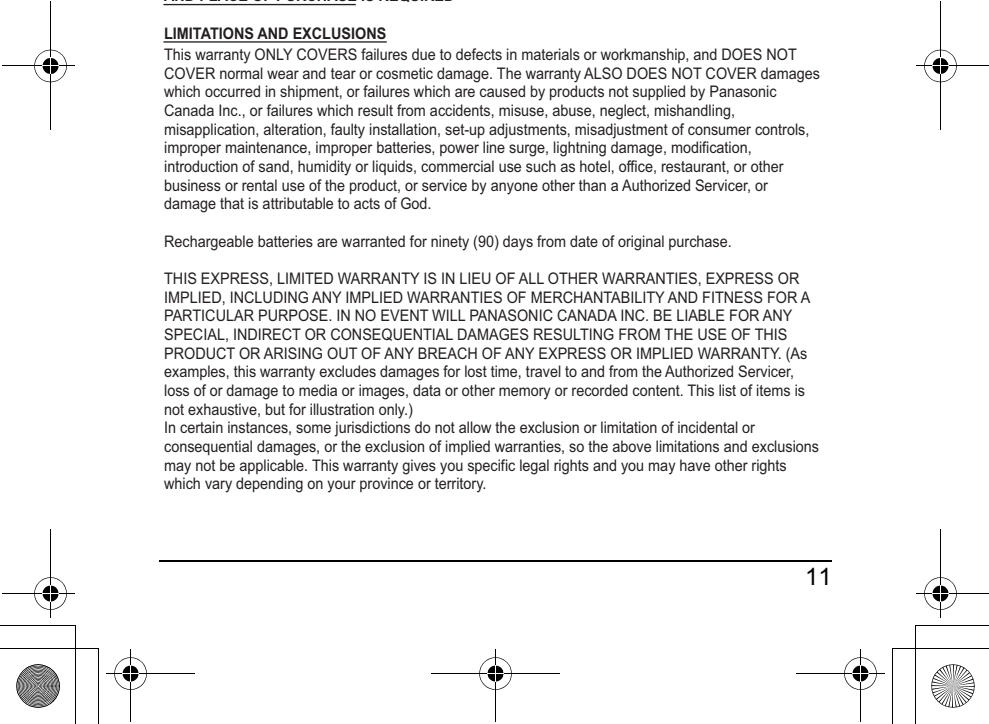 AND PLACE OF PURCHASE IS REQUIRED
LIMITATIONS AND EXCLUSIONS
This warranty ONLY COVERS failures due to defects in materials or workmanship, and DOES NOT
COVER normal wear and tear or cosmetic damage. The warranty ALSO DOES NOT COVER damages
which occurred in shipment, or failures which are caused by products not supplied by Panasonic
Canada Inc., or failures which result from accidents, misuse, abuse, neglect, mishandling,
misapplication, alteration, faulty installation, set-up adjustments, misadjustment of consumer controls,
improper maintenance, improper batteries, power line surge, lightning damage, modification,
introduction of sand, humidity or liquids, commercial use such as hotel, office, restaurant, or other
business or rental use of the product, or service by anyone other than a Authorized Servicer, or
damage that is attributable to acts of God.
Rechargeable batteries are warranted for ninety (90) days from date of original purchase.
THIS EXPRESS, LIMITED WARRANTY IS IN LIEU OF ALL OTHER WARRANTIES, EXPRESS OR
IMPLIED, INCLUDING ANY IMPLIED WARRANTIES OF MERCHANTABILITY AND FITNESS FOR A
PARTICULAR PURPOSE. IN NO EVENT WILL PANASONIC CANADA INC. BE LIABLE FOR ANY
SPECIAL, INDIRECT OR CONSEQUENTIAL DAMAGES RESULTING FROM THE USE OF THIS
PRODUCT OR ARISING OUT OF ANY BREACH OF ANY EXPRESS OR IMPLIED WARRANTY. (As
examples, this warranty excludes damages for lost time, travel to and from the Authorized Servicer,
loss of or damage to media or images, data or other memory or recorded content. This list of items is
not exhaustive, but for illustration only.)
In certain instances, some jurisdictions do not allow the exclusion or limitation of incidental or
consequential damages, or the exclusion of implied warranties, so the above limitations and exclusions
may not be applicable. This warranty gives you specific legal rights and you may have other rights
which vary depending on your province or territory.
11